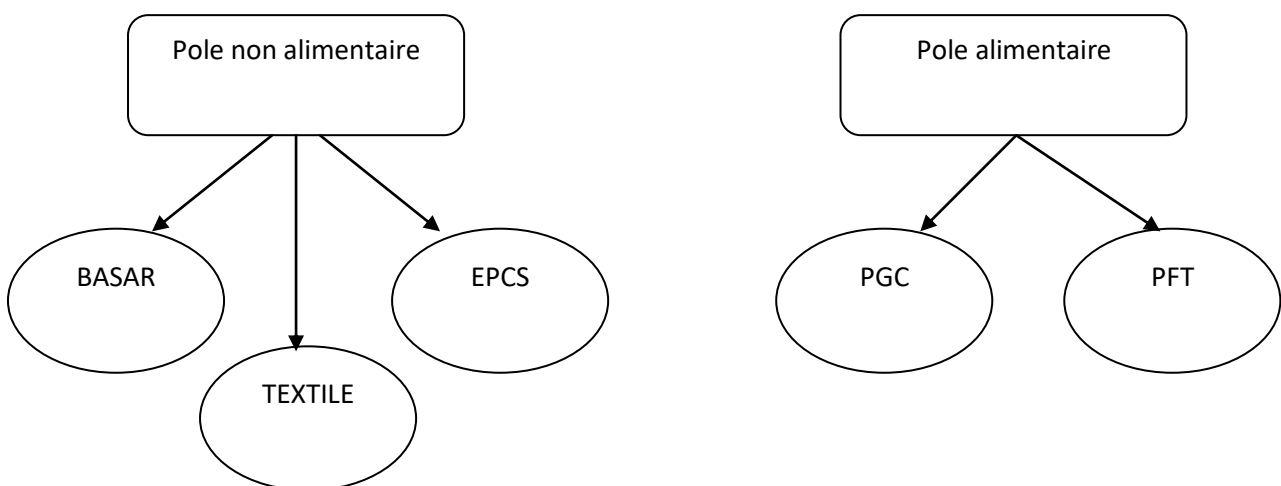 Pole non alimentaire
Pole alimentaire
BASAR
EPCS
PGC
PFT
TEXTILE